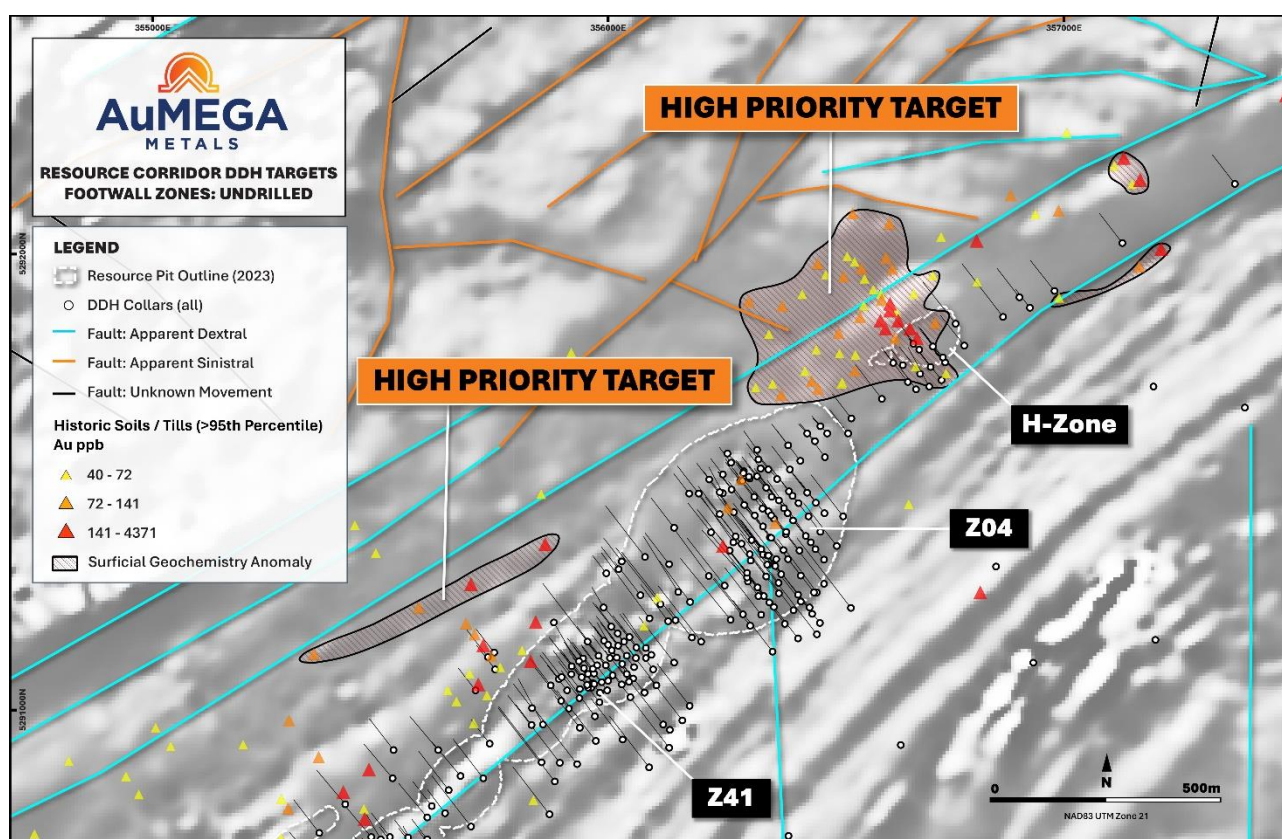 355000E
356000E
357000E
5292000N
5291000N
AuMEGA
METALS
RESOURCE CORRIDOR DDH TARGETS
FOOTWALL ZONES: UNDRILLED
LEGEND
Resource Pit Outline (2023)
DDH Collars (all)
Fault: Apparent Dextral
Fault: Apparent Sinistral
Fault: Unknown Movement
Historic Soils / Tills (>95th Percentile)
Au ppb
40 - 72
72 - 141
141 - 4371
Surficial Geochemistry Anomaly
HIGH PRIORITY TARGET
HIGH PRIORITY TARGET
H-Zone
Z04
Z41
N
0 500m
NAD83 UTM Zone 21